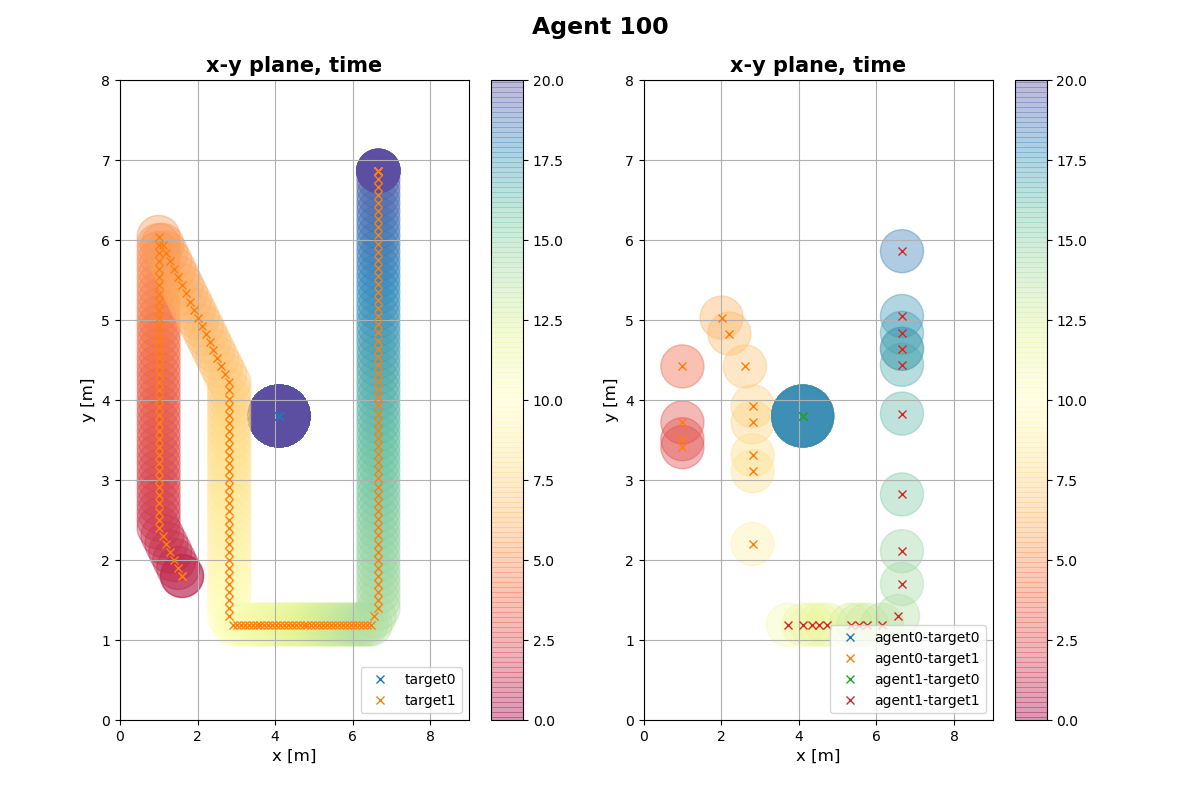 Agent 100
x-y plane, time
8
7
6
5
4
3
2
1
0
y [m]
0 2 4 6 8
x [m]
target0
target1
20.0
17.5
15.0
12.5
10.0
7.5
5.0
2.5
0.0
x-y plane, time
8
7
6
5
4
3
2
1
0
y [m]
0 2 4 6 8
x [m]
agent0-target0
agent0-target1
agent1-target0
agent1-target1
20.0
17.5
15.0
12.5
10.0
7.5
5.0
2.5
0.0